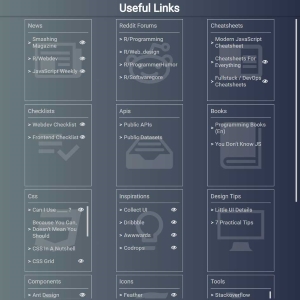 Useful Links
News
Smashing
Magazine
R/Webdev
JavaScript Weekly
Reddit Forums
R/Programming
R/Web_design
R/ProgrammerHumor
R/Softwaregore
Cheatsheets
Modern JavaScript
Cheatsheet
Cheatsheets For
Everything
Fullstack / DevOps
Cheatsheets
Checklists
Webdev Checklist
Frontend Checklist
Apis
Public APIs
Public Datasets
Books
Programming Books
(En)
You Don't Know JS
Css
Can I Use ......?
Because You Can,
Doesn't Mean You
Should
CSS Is A Nutshell
CSS Grid
Inspirations
Collect UI
Dribbble
Awwwards
Codrops
Design Tips
Little UI Details
7 Practical Tips
Components
Ant Design
Icons
Feather
Tools
Stackoverflow